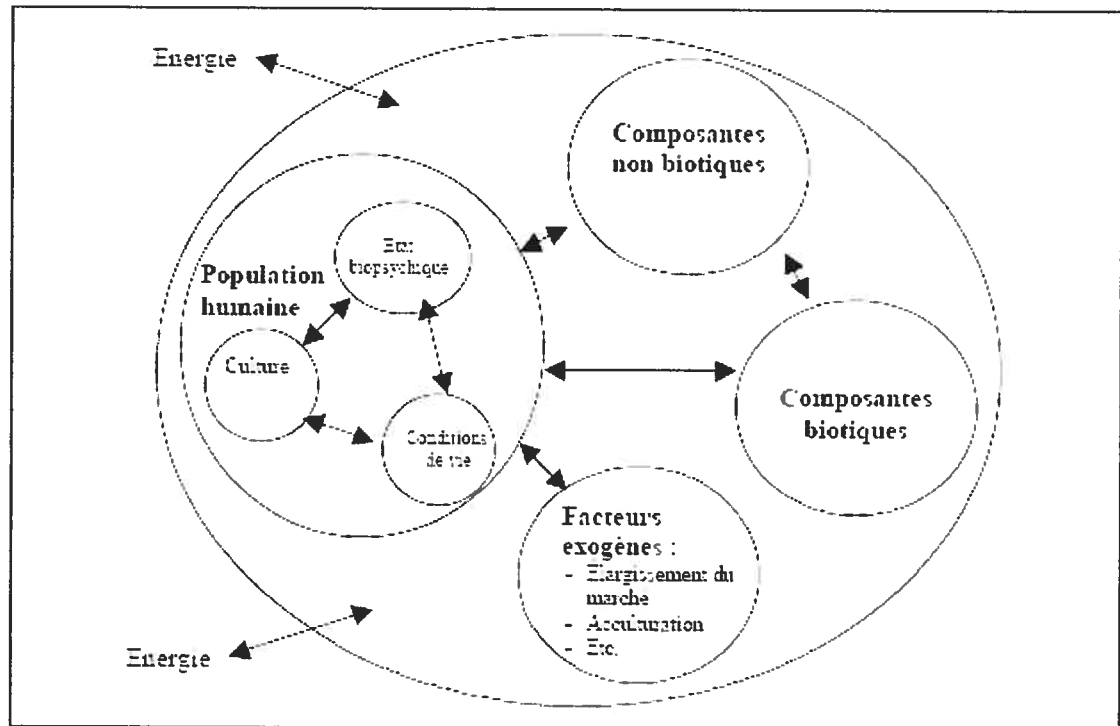 Energie
Composantes
non biotiques
Etat
biopsychique
Population
humaine
Culture
Conditions
de vie
Composantes
biotiques
Facteurs
exogènes :
- Elargissement du
marche
- Acculturation
- Etc.
Energie